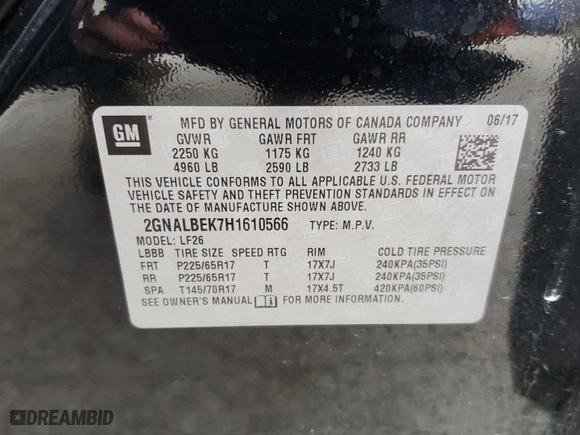 GM
MFD BY GENERAL MOTORS OF CANADA COMPANY 06/17
GVWR GAWR FRT GAWR RR
2250 KG 1175 KG 1240 KG
4960 LB 2590 LB 2733 LB
THIS VEHICLE CONFORMS TO ALL APPLICABLE U.S. FEDERAL MOTOR
VEHICLE SAFETY AND THEFT PREVENTION STANDARDS IN EFFECT ON
THE DATE OF MANUFACTURE SHOWN ABOVE.
2GNALBEK7H1610566 TYPE: M.P.V.
MODEL: LF26
LBBB TIRE SIZE SPEED RTG RIM COLD TIRE PRESSURE
FRT P225/65R17 T 17X7J 240KPA(35PSI)
RR P225/65R17 T 17X7J 240KPA(35PSI)
SPA T145/70R17 M 17X4.5T 420KPA(60PSI)
SEE OWNER'S MANUAL FOR MORE INFORMATION.
DREAMBID